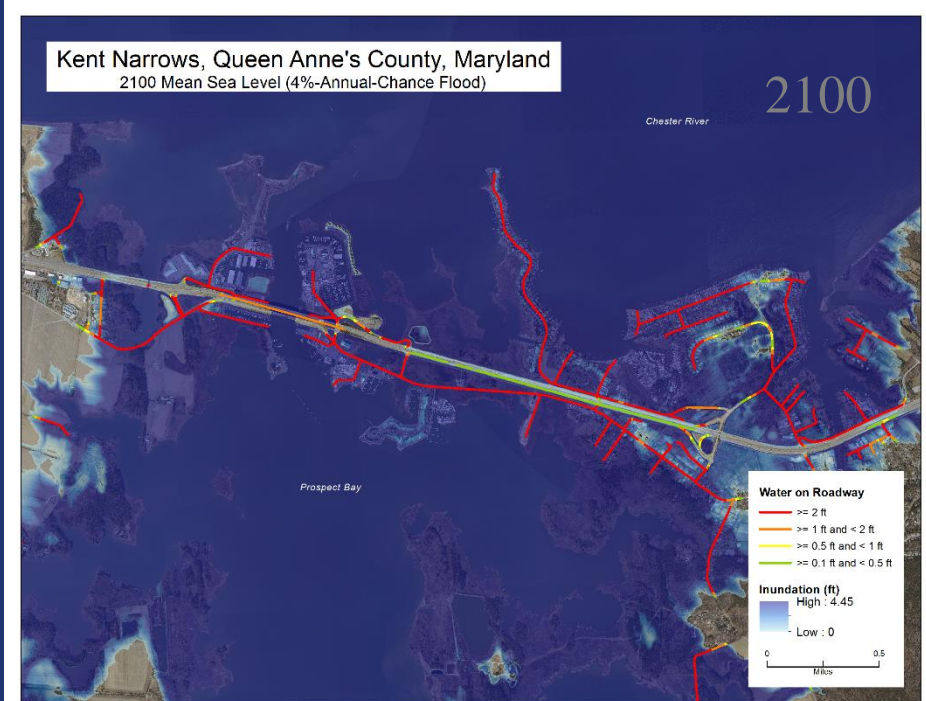 Kent Narrows, Queen Anne's County, Maryland
2100 Mean Sea Level (4%-Annual-Chance Flood)
2100
Chester River
Prospect Bay
Water on Roadway
>= 2 ft
>= 1 ft and < 2 ft
>= 0.5 ft and < 1 ft
>= 0.1 ft and < 0.5 ft
Inundation (ft)
High : 4.45
Low : 0
0 0.5
Miles